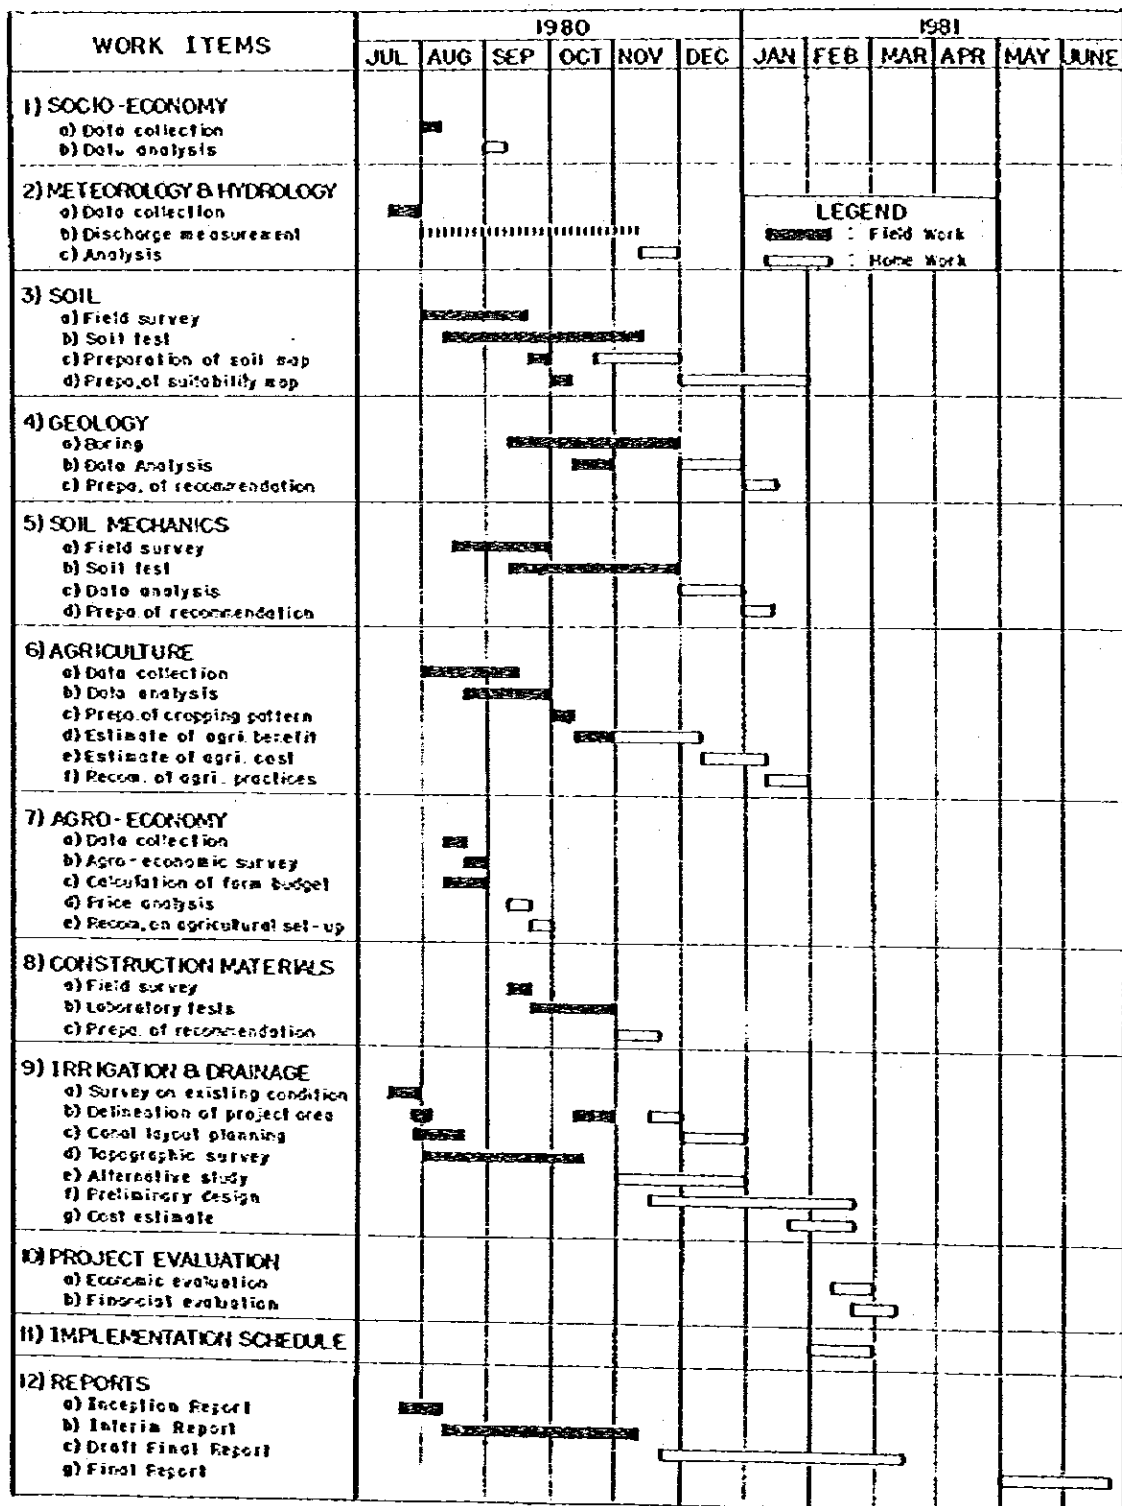 WORK ITEMS
1980
1981
JUL AUG SEP OCT NOV DEC JAN FEB MAR APR MAY JUNE
1) SOCIO-ECONOMY
a) Data collection
b) Data analysis
2) METEOROLOGY & HYDROLOGY
a) Data collection
b) Discharge measurement
c) Analysis
LEGEND
: Field Work
: Home Work
3) SOIL
a) Field survey
b) Soil test
c) Preparation of soil map
d) Prepa. of suitability map
4) GEOLOGY
a) Boring
b) Data Analysis
c) Prepa. of recommendation
5) SOIL MECHANICS
a) Field survey
b) Soil test
c) Data analysis
d) Prepa. of recommendation
6) AGRICULTURE
a) Data collection
b) Data analysis
c) Prepa. of cropping pattern
d) Estimate of agri. benefit
e) Estimate of agri. cost
f) Recom. of agri. practices
7) AGRO-ECONOMY
a) Data collection
b) Agro-economic survey
c) Calculation of farm budget
d) Price analysis
e) Recom. on agricultural set-up
8) CONSTRUCTION MATERIALS
a) Field survey
b) Laboratory tests
c) Prepa. of recommendation
9) IRRIGATION & DRAINAGE
a) Survey on existing condition
b) Delineation of project area
c) Canal layout planning
d) Topographic survey
e) Alternative study
f) Preliminary design
g) Cost estimate
10) PROJECT EVALUATION
a) Economic evaluation
b) Financial evaluation
11) IMPLEMENTATION SCHEDULE
12) REPORTS
a) Inception Report
b) Interim Report
c) Draft Final Report
g) Final Report